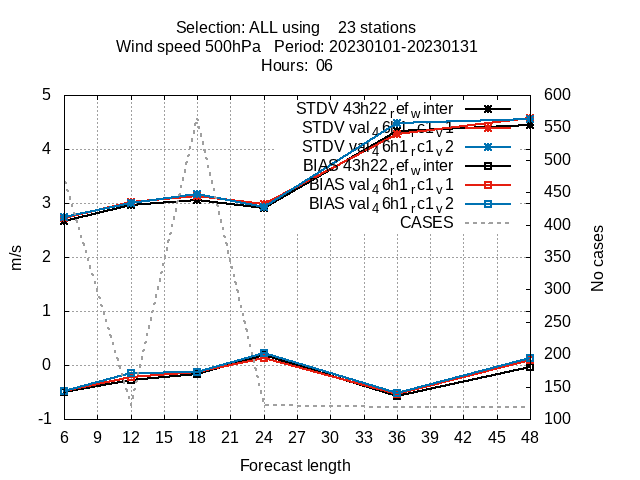 Selection: ALL using 23 stations
Wind speed 500hPa Period: 20230101-20230131
Hours: 06
5 600
STDV 43h22_ref_winter
STDV val_46h1_rc1_v1 550
4 STDV val_46h1_rc1_v2 500
BIAS 43h22_ref_winter
BIAS val_46h1_rc1_v1 450
3 BIAS val_46h1_rc1_v2
CASES 400
2 350
m/s No cases
300
1 250
0 200
150
-1 100
6 9 12 15 18 21 24 27 30 33 36 39 42 45 48
Forecast length